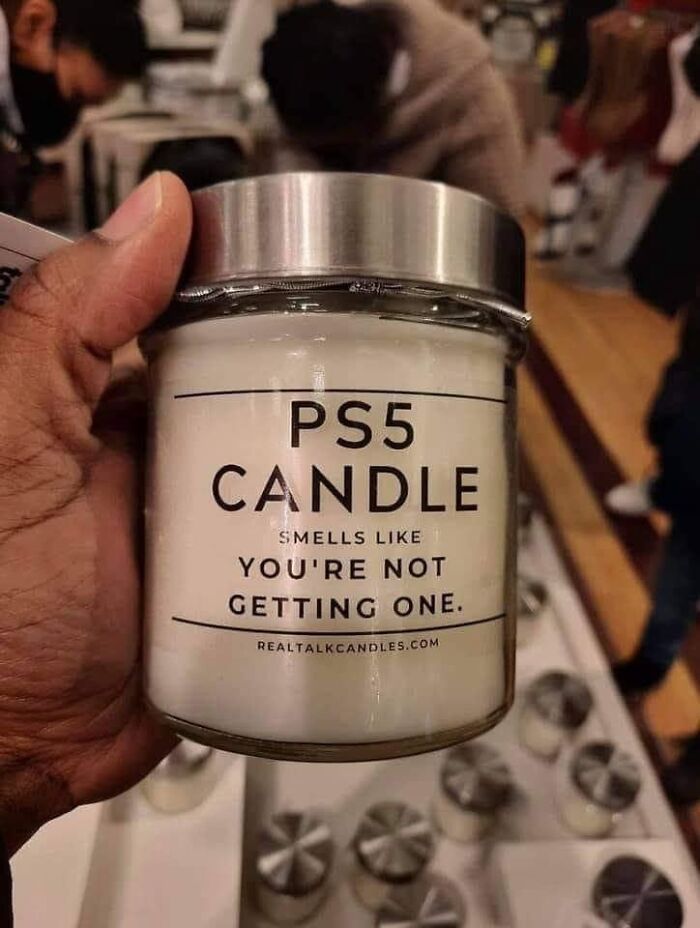 PS5
CANDLE
SMELLS LIKE
YOU'RE NOT
GETTING ONE.
REALTALKCANDLES.COM